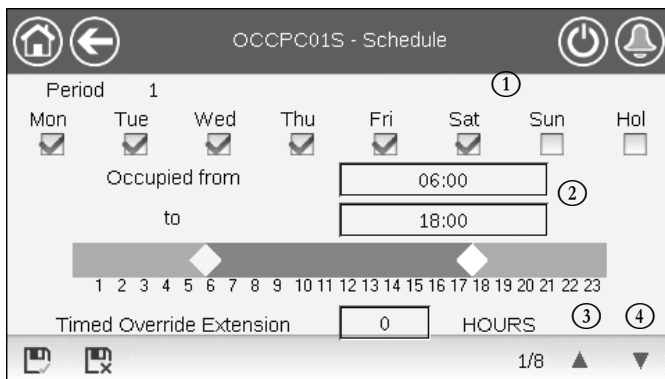 OCCPC01S - Schedule
Period 1
①
Mon Tue Wed Thu Fri Sat Sun Hol
Occupied from 06:00
②
to 18:00
1 2 3 4 5 6 7 8 9 10 11 12 13 14 15 16 17 18 19 20 21 22 23
Timed Override Extension 0 HOURS
③ ④
1/8